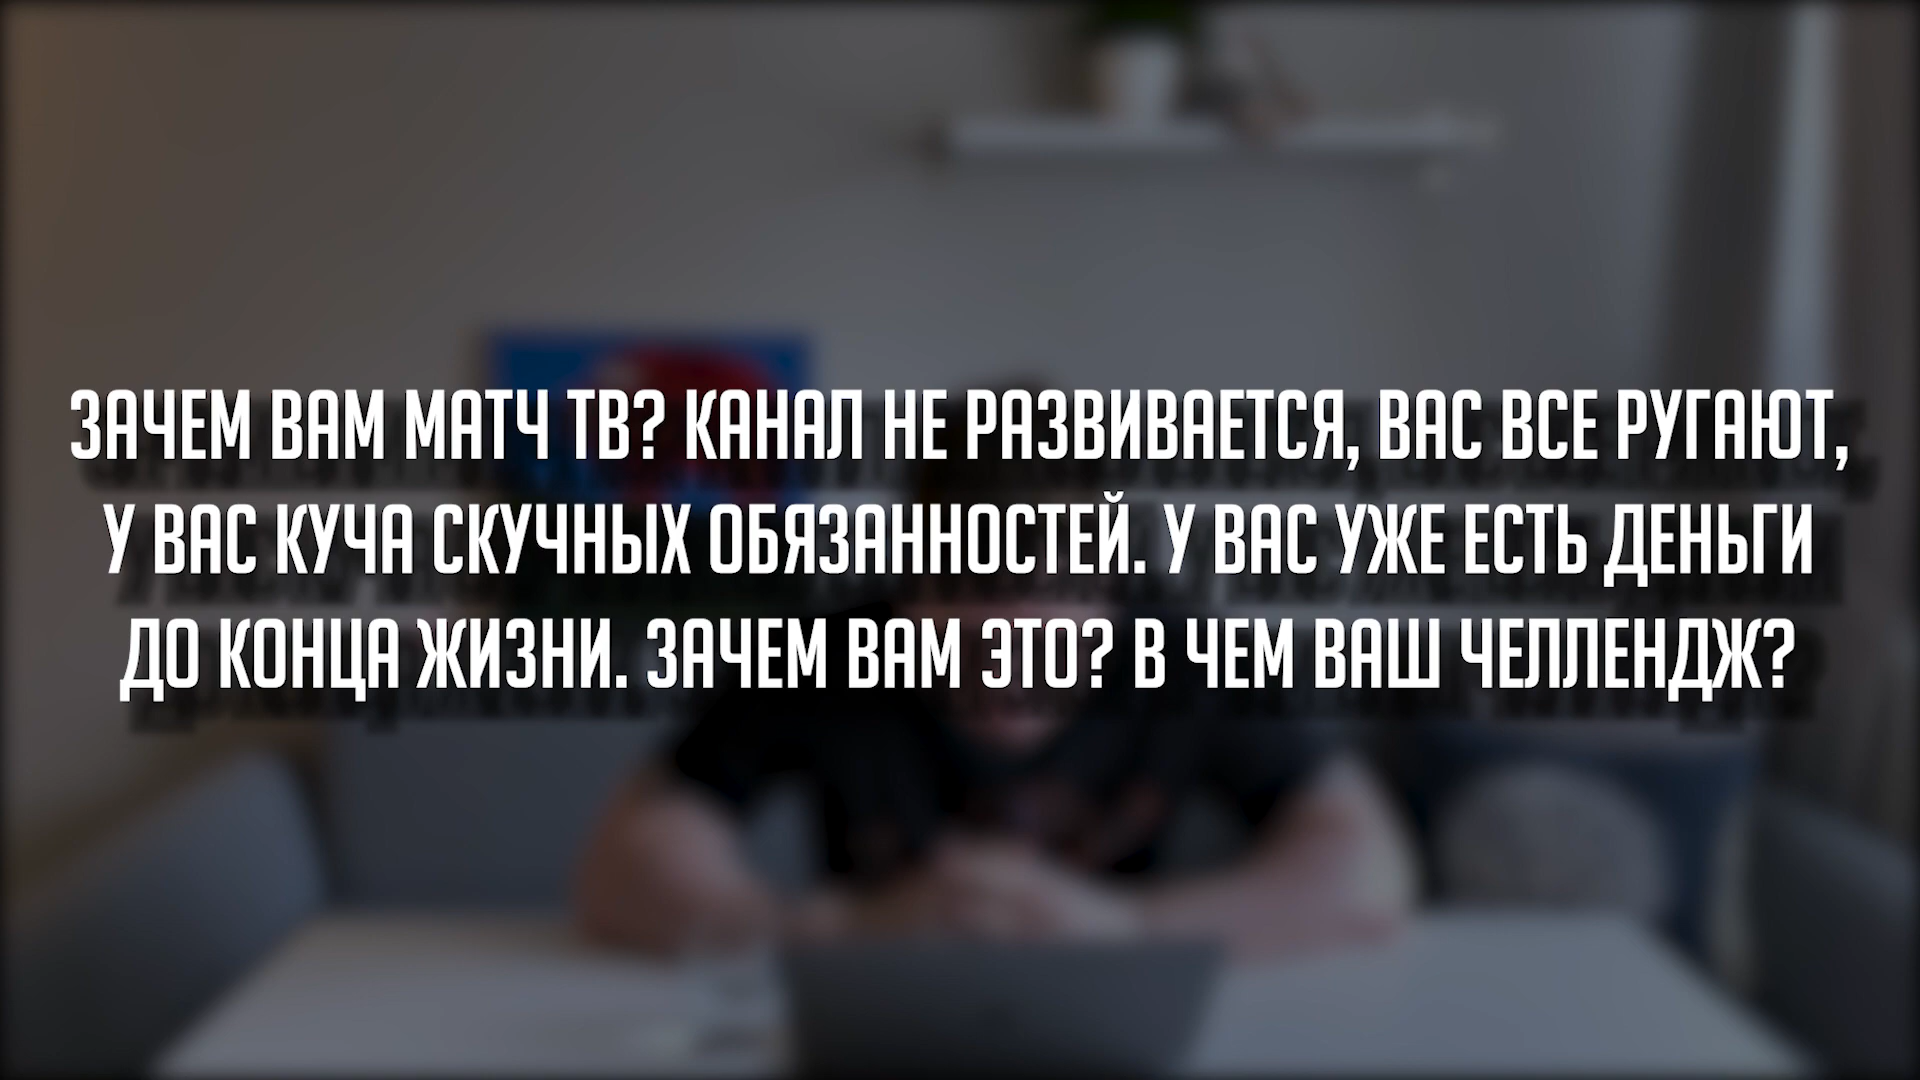 ЗАЧЕМ ВАМ МАТЧ ТВ? КАНАЛ НЕ РАЗВИВАЕТСЯ, ВАС ВСЕ РУГАЮТ,
У ВАС КУЧА СКУЧНЫХ ОБЯЗАННОСТЕЙ. У ВАС УЖЕ ЕСТЬ ДЕНЬГИ
ДО КОНЦА ЖИЗНИ. ЗАЧЕМ ВАМ ЭТО? В ЧЕМ ВАШ ЧЕЛЛЕНДЖ?